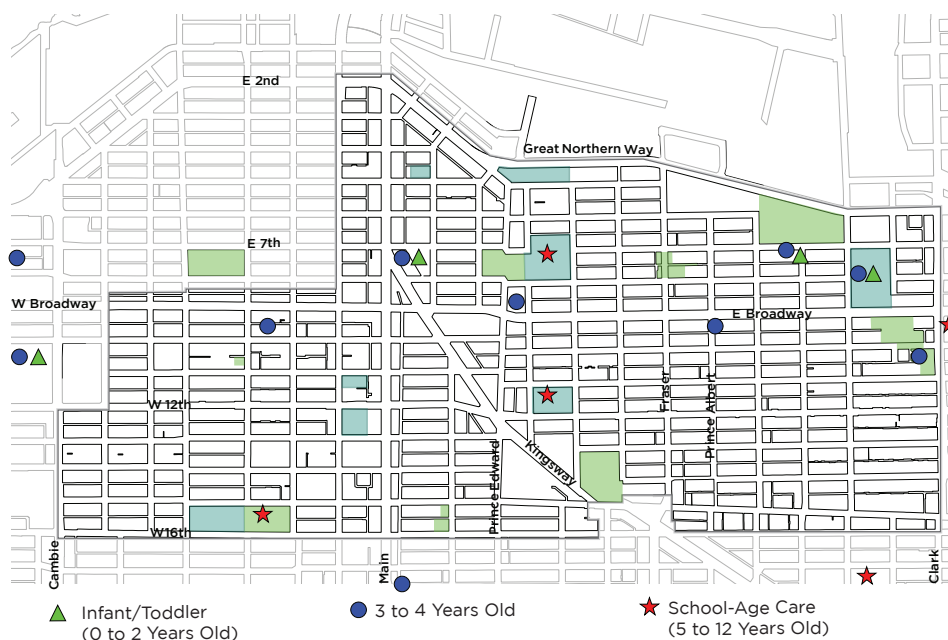 E 2nd
Great Northern Way
E 7th
W Broadway
E Broadway
W 12th
Fraser
Prince Albert
Kingsway
Prince Edward
W16th
Cambie
Main
Clark
Infant/Toddler
(0 to 2 Years Old)
3 to 4 Years Old
School-Age Care
(5 to 12 Years Old)